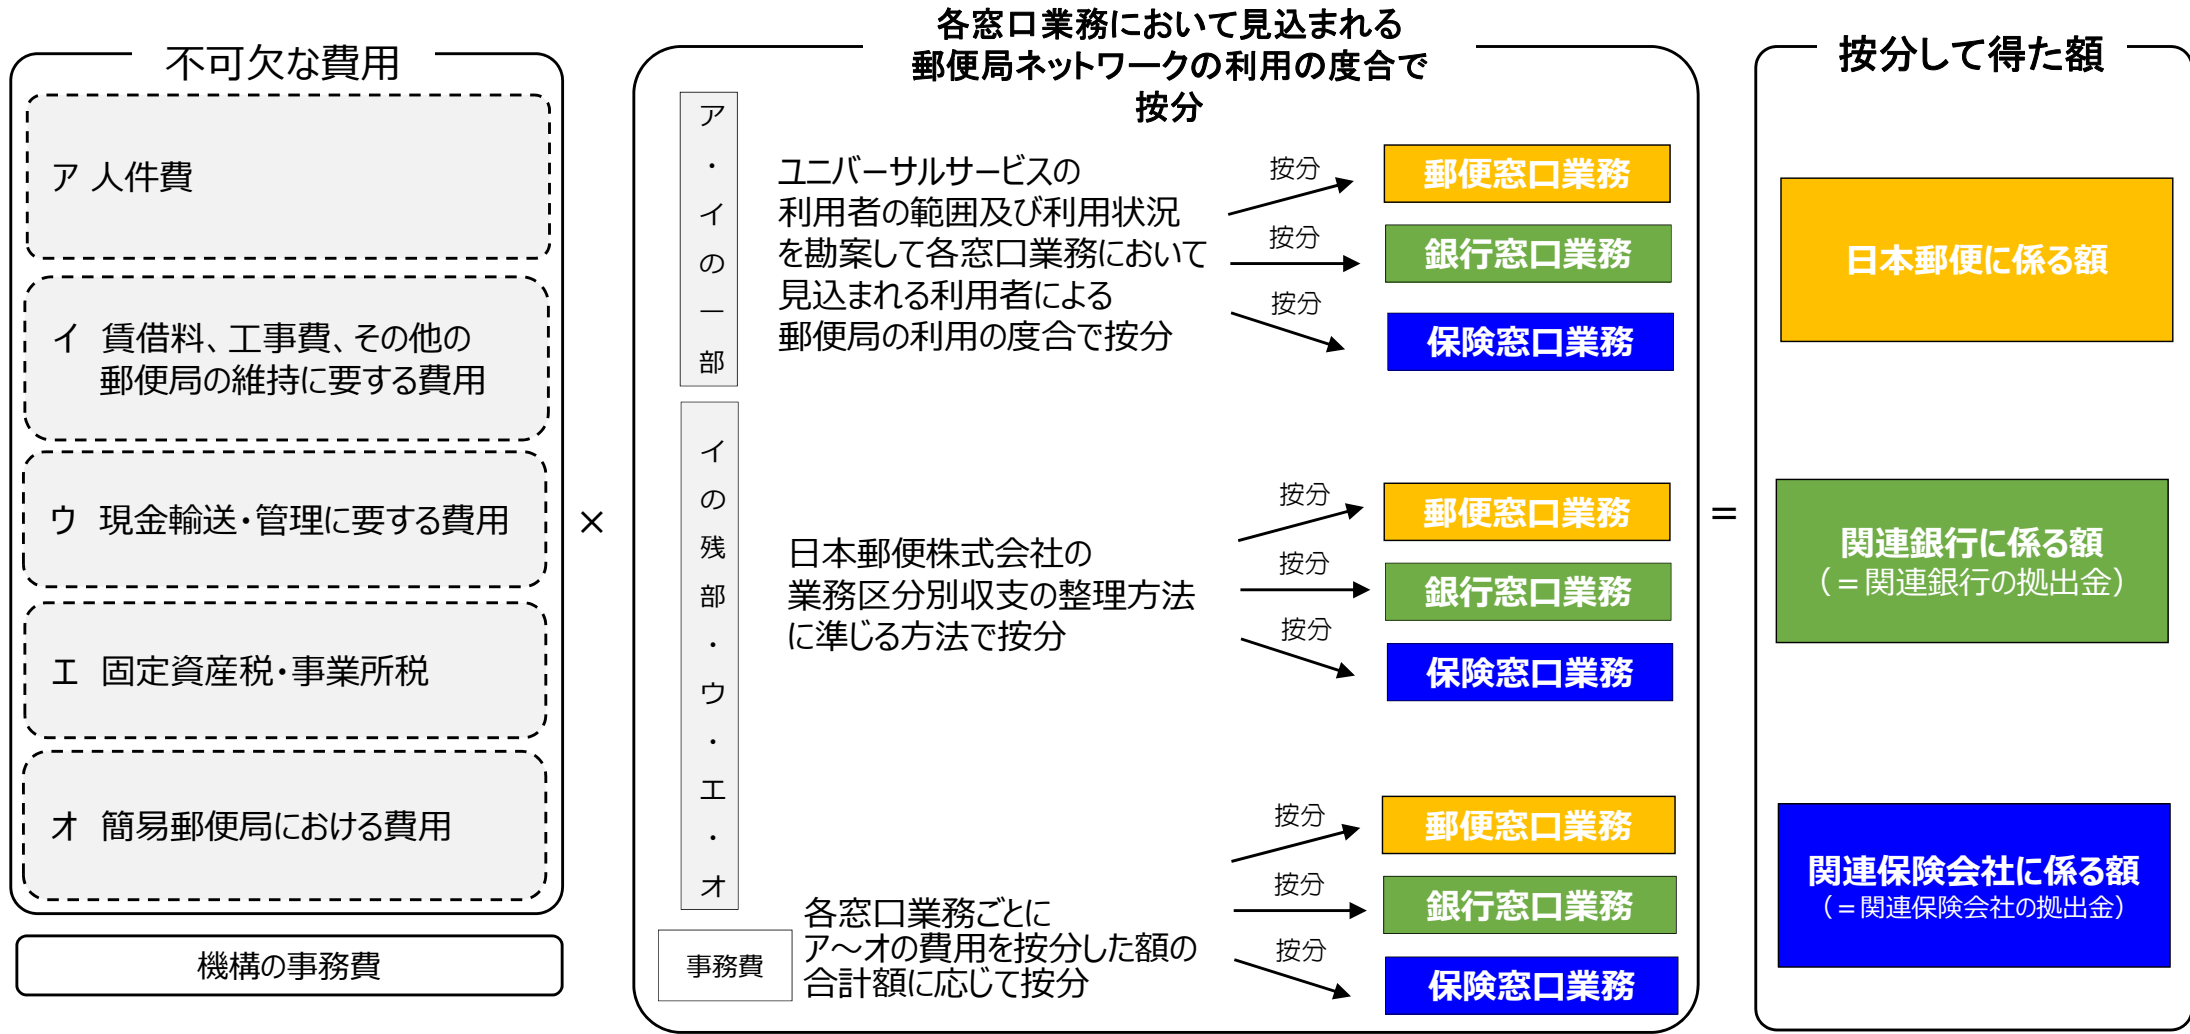 不可欠な費用
ア 人件費
イ 賃借料、工事費、その他の
郵便局の維持に要する費用
ウ 現金輸送・管理に要する費用
エ 固定資産税・事業所税
オ 簡易郵便局における費用
機構の事務費
×
各窓口業務において見込まれる
郵便局ネットワークの利用の度合で
按分
ア・イの一部
ユニバーサルサービスの
利用者の範囲及び利用状況
を勘案して各窓口業務において
見込まれる利用者による
郵便局の利用の度合で按分
按分
郵便窓口業務
按分
銀行窓口業務
按分
保険窓口業務
イの残部・ウ・エ・オ
日本郵便株式会社の
業務区分別収支の整理方法
に準じる方法で按分
按分
郵便窓口業務
按分
銀行窓口業務
按分
保険窓口業務
事務費
各窓口業務ごとに
ア～オの費用を按分した額の
合計額に応じて按分
按分
郵便窓口業務
按分
銀行窓口業務
按分
保険窓口業務
=
按分して得た額
日本郵便に係る額
関連銀行に係る額
（＝関連銀行の拠出金）
関連保険会社に係る額
（＝関連保険会社の拠出金）